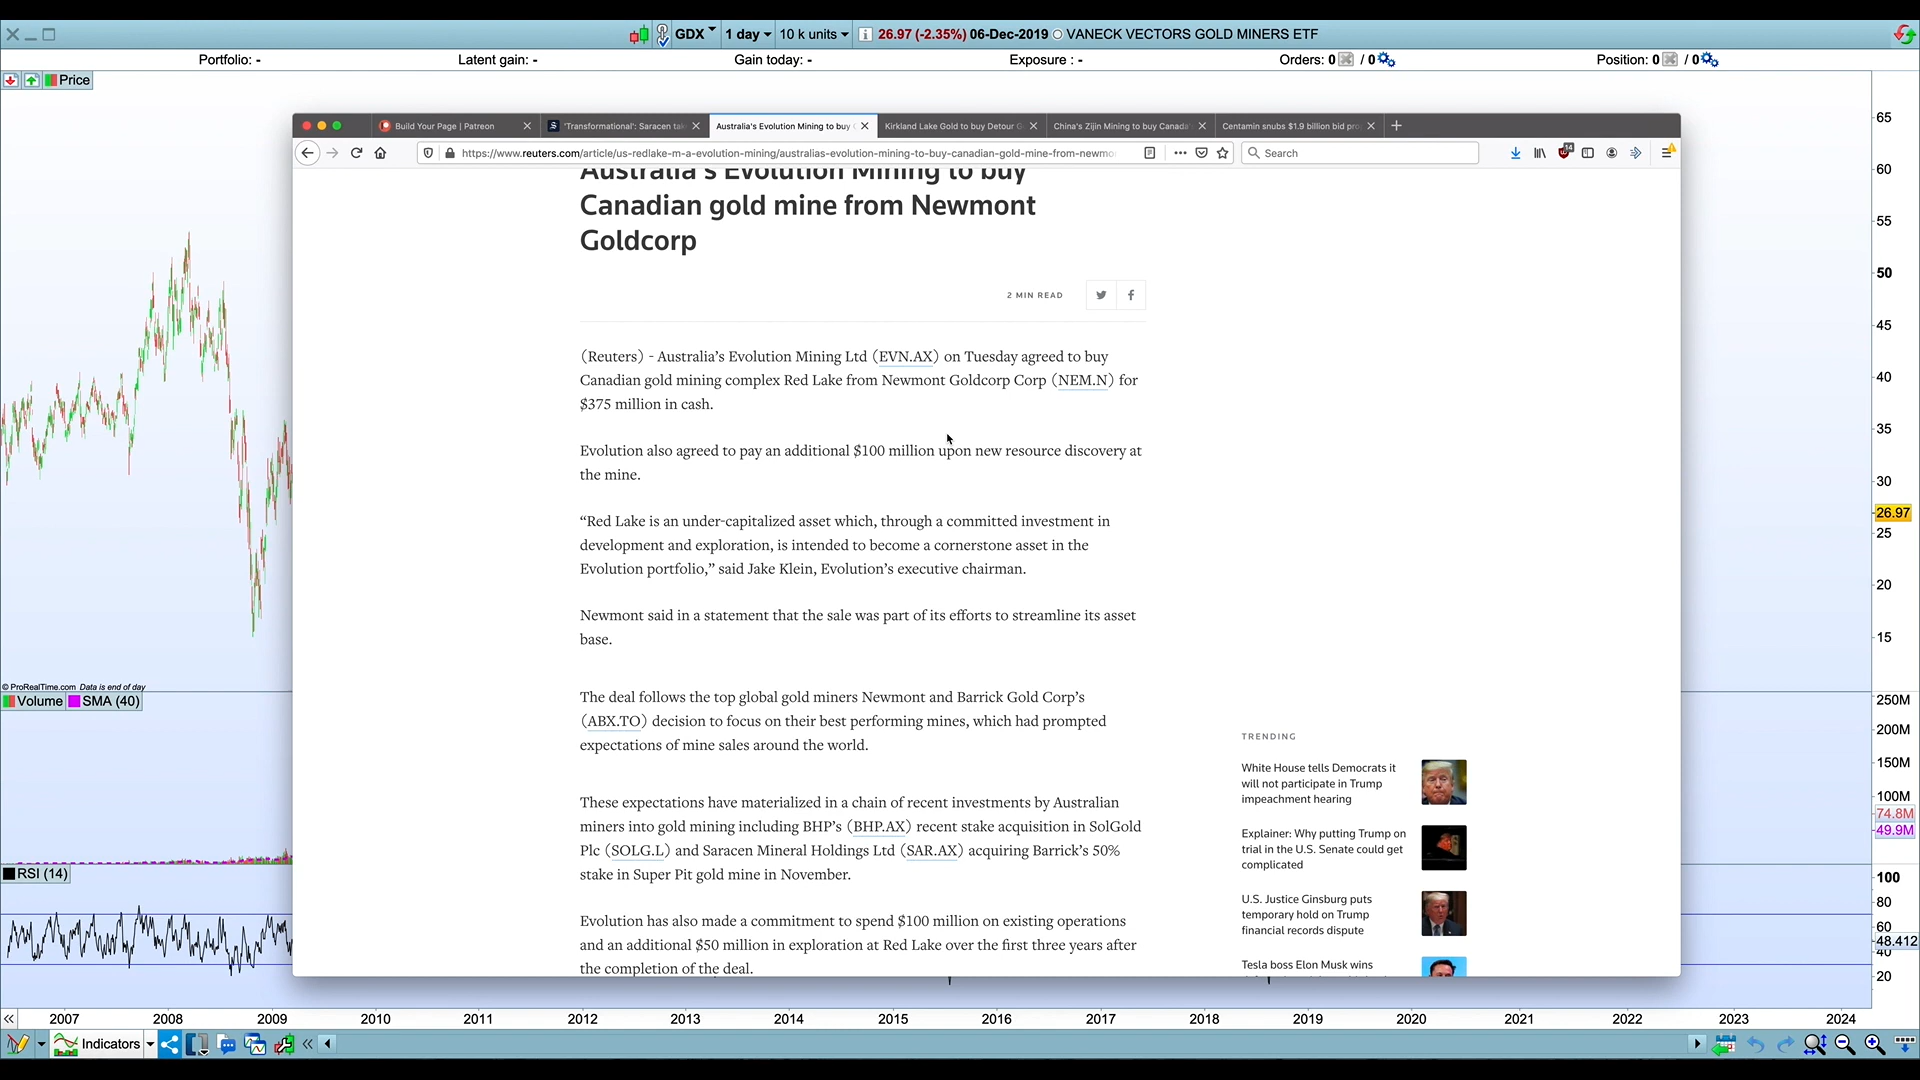 GDX
1 day
10 k units
26.97 (-2.35%) 06-Dec-2019 VANECK VECTORS GOLD MINERS ETF
Portfolio: -
Latent gain: -
Gain today: -
Exposure : -
Orders: 0 / 0
Position: 0 / 0
Price
Build Your Page | Patreon
'Transformational': Saracen tak
Australia's Evolution Mining to buy
Kirkland Lake Gold to buy Detour G
China's Zijin Mining to buy Canada'
Centamin snubs $1.9 billion bid pro
https://www.reuters.com/article/us-redlake-m-a-evolution-mining/australias-evolution-mining-to-buy-canadian-gold-mine-from-newmo
Search
14
Australia's Evolution Mining to buy
Canadian gold mine from Newmont
Goldcorp
2 MIN READ
(Reuters) - Australia’s Evolution Mining Ltd (EVN.AX) on Tuesday agreed to buy
Canadian gold mining complex Red Lake from Newmont Goldcorp Corp (NEM.N) for
$375 million in cash.
Evolution also agreed to pay an additional $100 million upon new resource discovery at
the mine.
“Red Lake is an under-capitalized asset which, through a committed investment in
development and exploration, is intended to become a cornerstone asset in the
Evolution portfolio,” said Jake Klein, Evolution’s executive chairman.
Newmont said in a statement that the sale was part of its efforts to streamline its asset
base.
The deal follows the top global gold miners Newmont and Barrick Gold Corp’s
(ABX.TO) decision to focus on their best performing mines, which had prompted
expectations of mine sales around the world.
These expectations have materialized in a chain of recent investments by Australian
miners into gold mining including BHP’s (BHP.AX) recent stake acquisition in SolGold
Plc (SOLG.L) and Saracen Mineral Holdings Ltd (SAR.AX) acquiring Barrick’s 50%
stake in Super Pit gold mine in November.
Evolution has also made a commitment to spend $100 million on existing operations
and an additional $50 million in exploration at Red Lake over the first three years after
the completion of the deal.
TRENDING
White House tells Democrats it
will not participate in Trump
impeachment hearing
Explainer: Why putting Trump on
trial in the U.S. Senate could get
complicated
U.S. Justice Ginsburg puts
temporary hold on Trump
financial records dispute
Tesla boss Elon Musk wins
65
60
55
50
45
40
35
30
26.97
25
20
15
© ProRealTime.com Data is end of day
Volume
SMA (40)
250M
200M
150M
100M
74.8M
49.9M
RSI (14)
100
80
60
48.412
40
20
2007
2008
2009
2010
2011
2012
2013
2014
2015
2016
2017
2018
2019
2020
2021
2022
2023
2024
Indicators